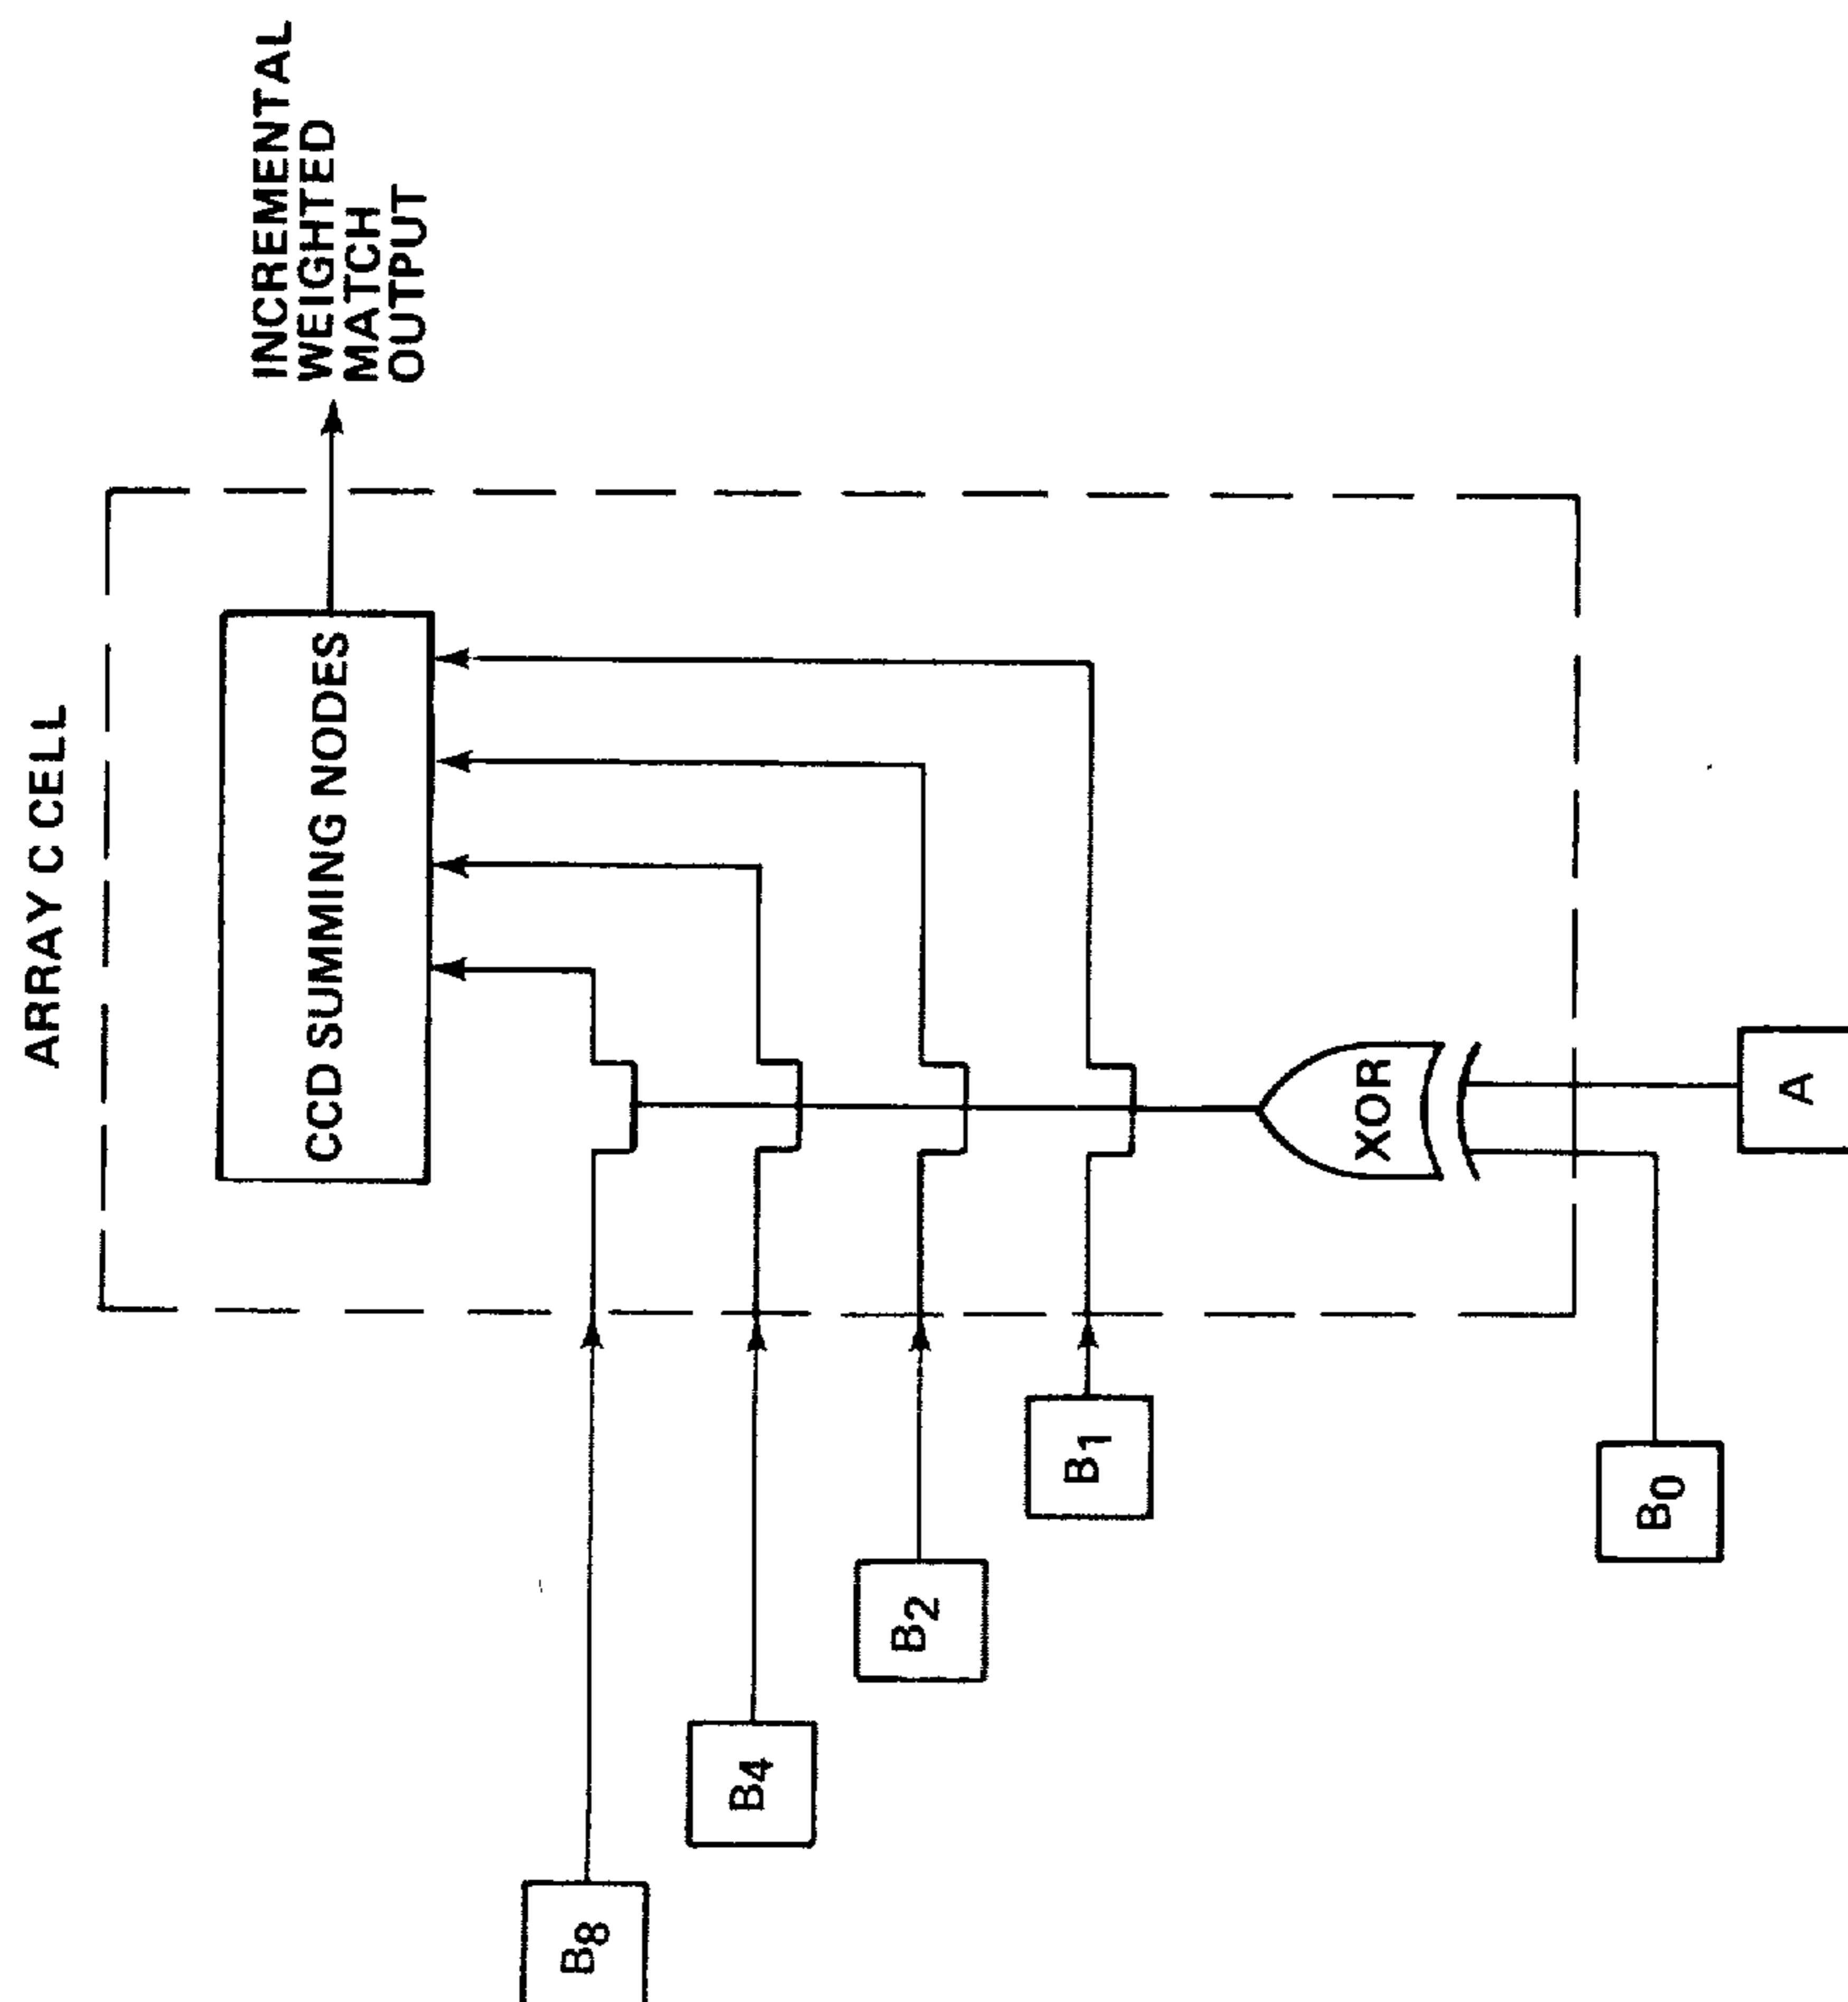 ARRAY C CELL
CCD SUMMING NODES
INCREMENTAL
WEIGHTED
MATCH
OUTPUT
B8
B4
B2
B1
XOR
B0
A